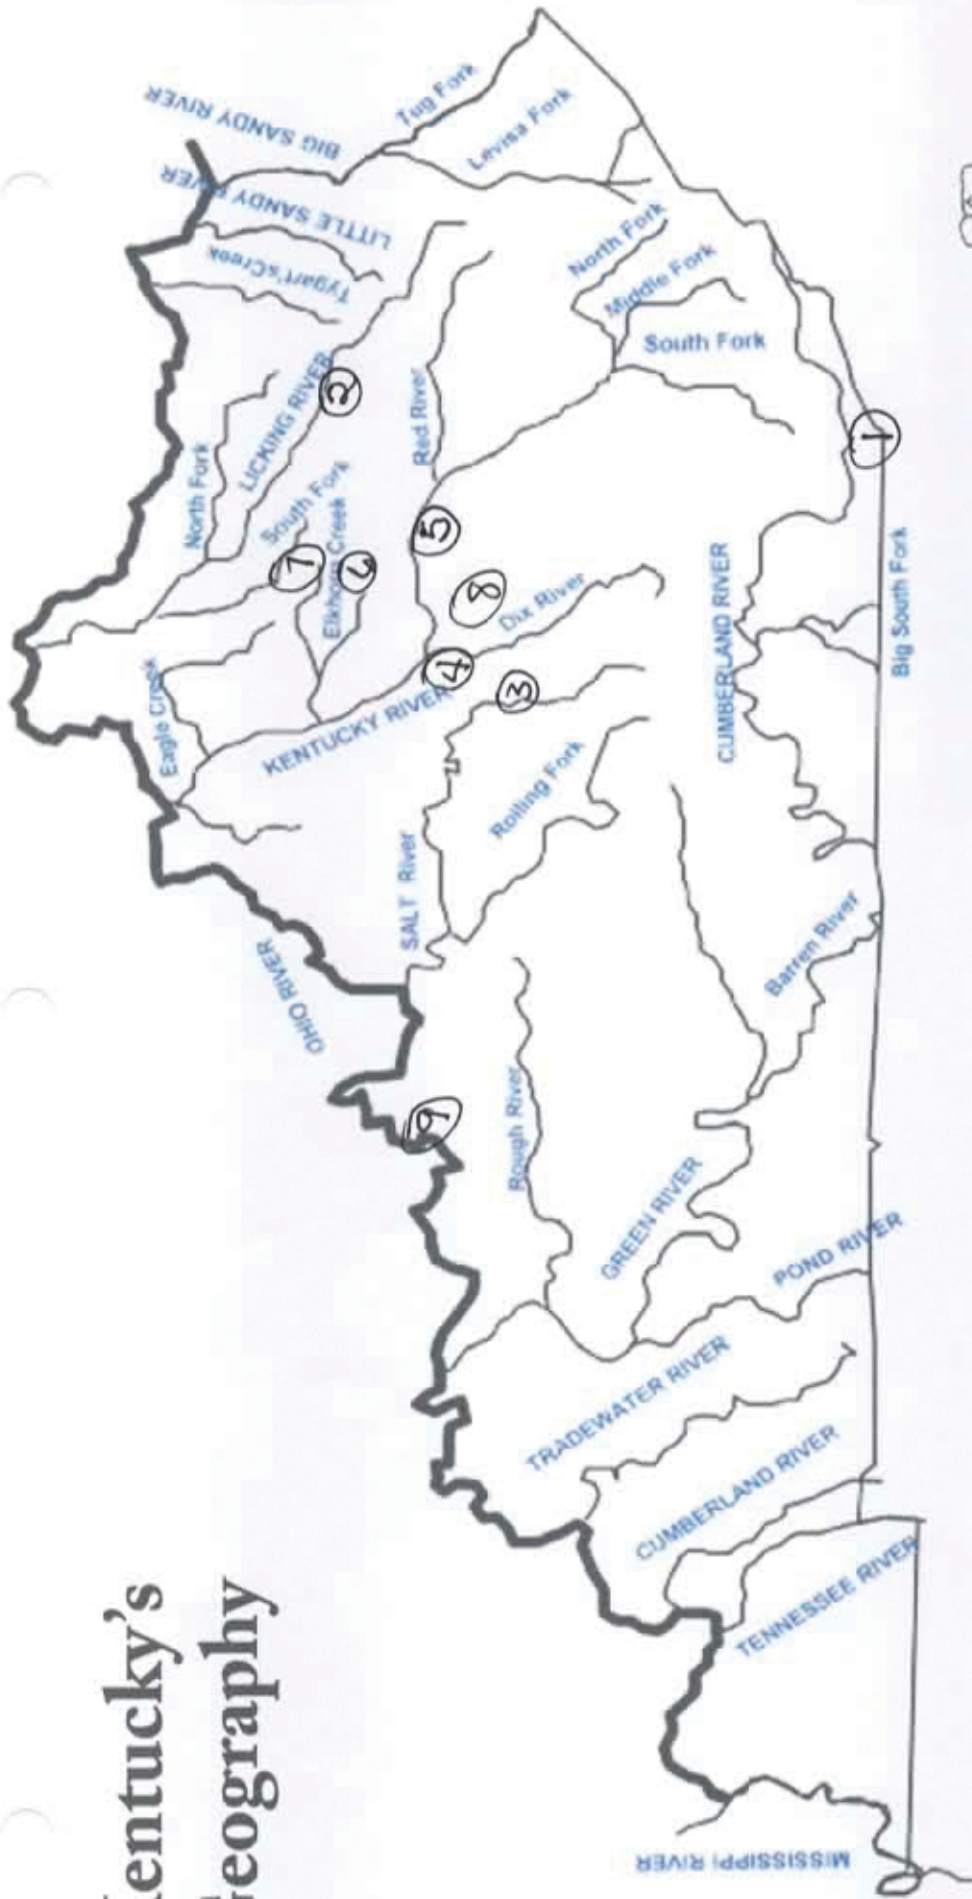 entucky's
eography
BIG SANDY RIVER
Tug Fork
Levisa Fork
LITTLE SANDY RIVER
Tygart'sCreek
North Fork
Middle Fork
South Fork
LICKING RIVER
2
Red River
North Fork
South Fork
7
Elkhorn Creek
6
5
8
1
Dix River
4
3
Eagle Creek
KENTUCKY RIVER
CUMBERLAND RIVER
Big South Fork
Rolling Fork
SALT River
OHIO RIVER
Barren River
9
Rough River
GREEN RIVER
POND RIVER
TRADEWATER RIVER
CUMBERLAND RIVER
TENNESSEE RIVER
MISSISSIPPI RIVER